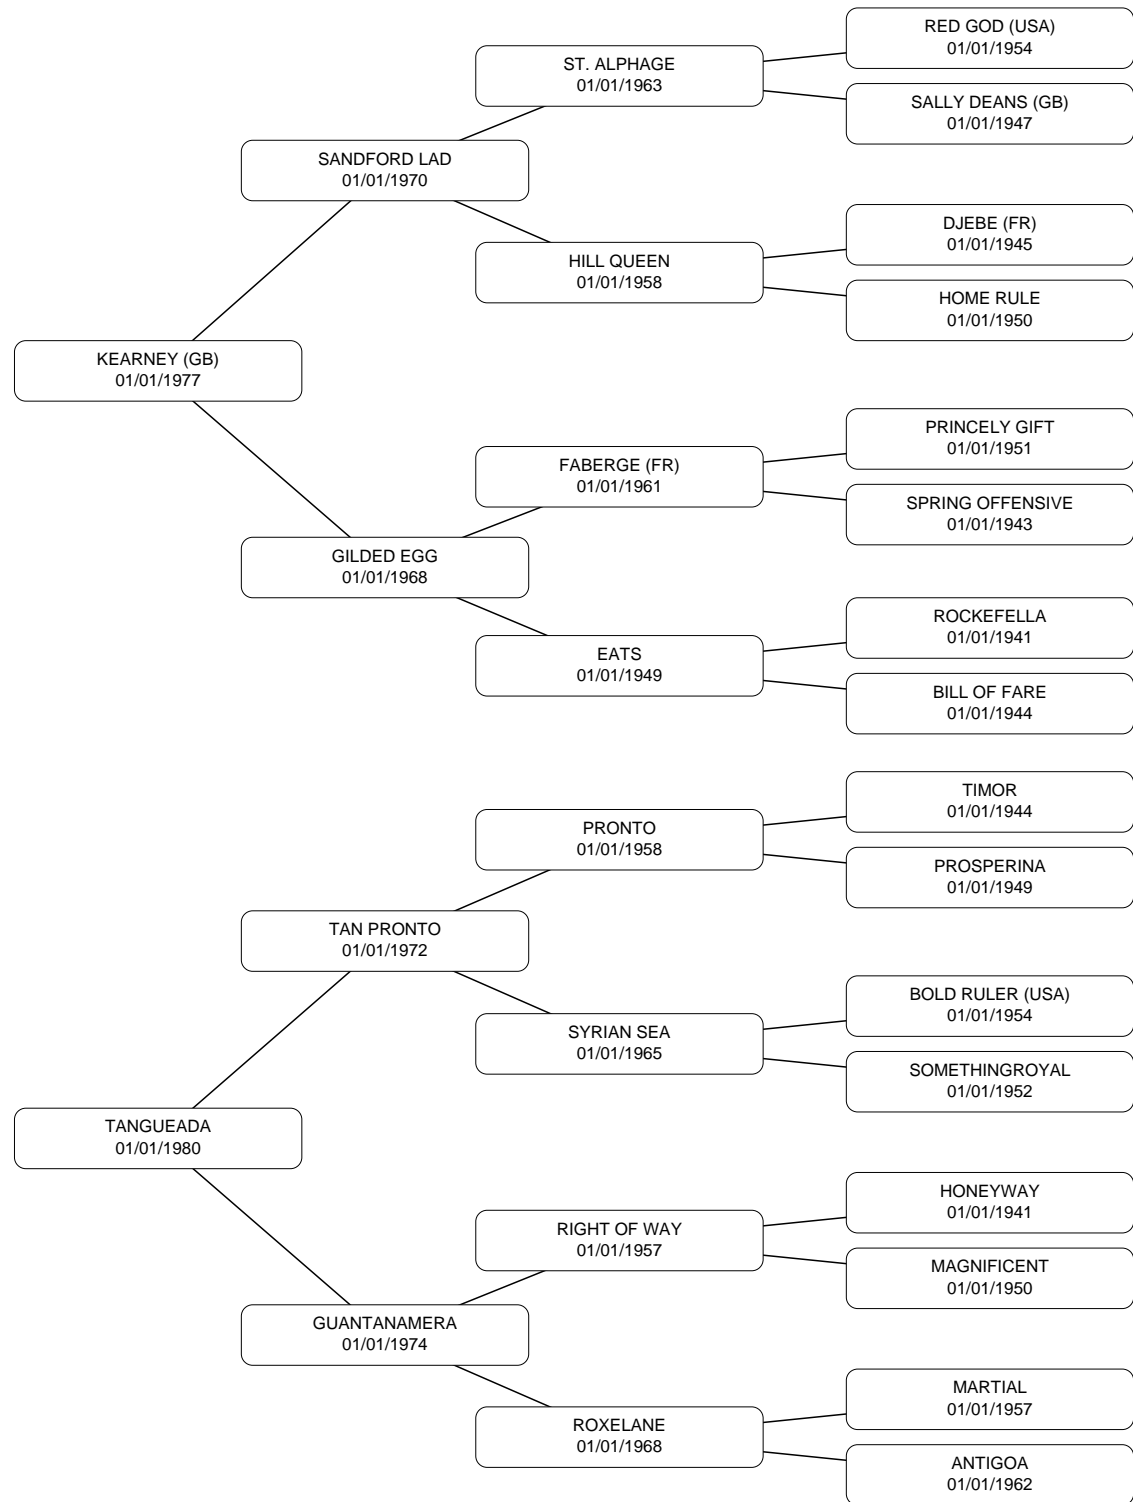 RED GOD (USA)
01/01/1954
ST. ALPHAGE
01/01/1963
SALLY DEANS (GB)
01/01/1947
SANDFORD LAD
01/01/1970
DJEBE (FR)
01/01/1945
HILL QUEEN
01/01/1958
HOME RULE
01/01/1950
KEARNEY (GB)
01/01/1977
PRINCELY GIFT
01/01/1951
FABERGE (FR)
01/01/1961
SPRING OFFENSIVE
01/01/1943
GILDED EGG
01/01/1968
ROCKEFELLA
01/01/1941
EATS
01/01/1949
BILL OF FARE
01/01/1944
TIMOR
01/01/1944
PRONTO
01/01/1958
PROSPERINA
01/01/1949
TAN PRONTO
01/01/1972
BOLD RULER (USA)
01/01/1954
SYRIAN SEA
01/01/1965
SOMETHINGROYAL
01/01/1952
TANGUEADA
01/01/1980
HONEYWAY
01/01/1941
RIGHT OF WAY
01/01/1957
MAGNIFICENT
01/01/1950
GUANTANAMERA
01/01/1974
MARTIAL
01/01/1957
ROXELANE
01/01/1968
ANTIGOA
01/01/1962